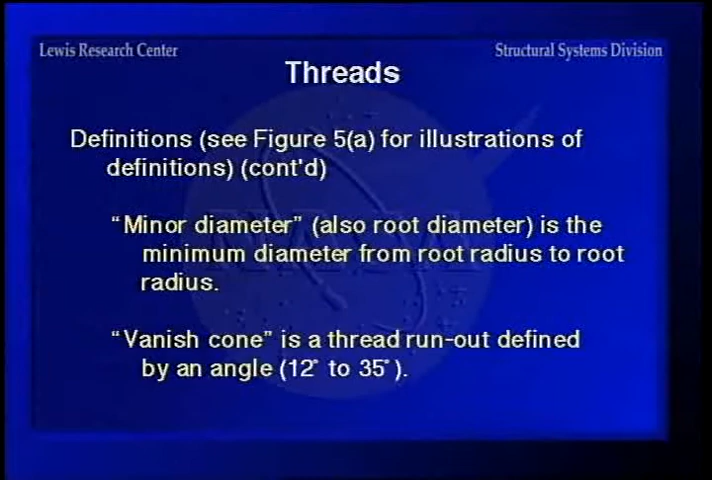 Lewis Research Center
Structural Systems Division
Threads
Definitions (see Figure 5(a) for illustrations of
definitions) (cont'd)
“Minor diameter” (also root diameter) is the
minimum diameter from root radius to root
radius.
“Vanish cone” is a thread run-out defined
by an angle (12° to 35°).